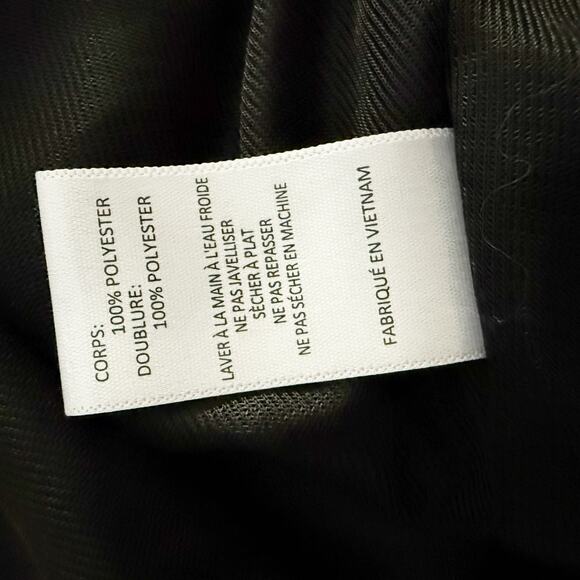 CORPS:
100% POLYESTER
DOUBLURE:
100% POLYESTER
LAVER À LA MAIN À L'EAU FROIDE
NE PAS JAVELLISER
SÈCHER À PLAT
NE PAS REPASSER
NE PAS SÉCHER EN MACHINE
FABRIQUÉ EN VIETNAM